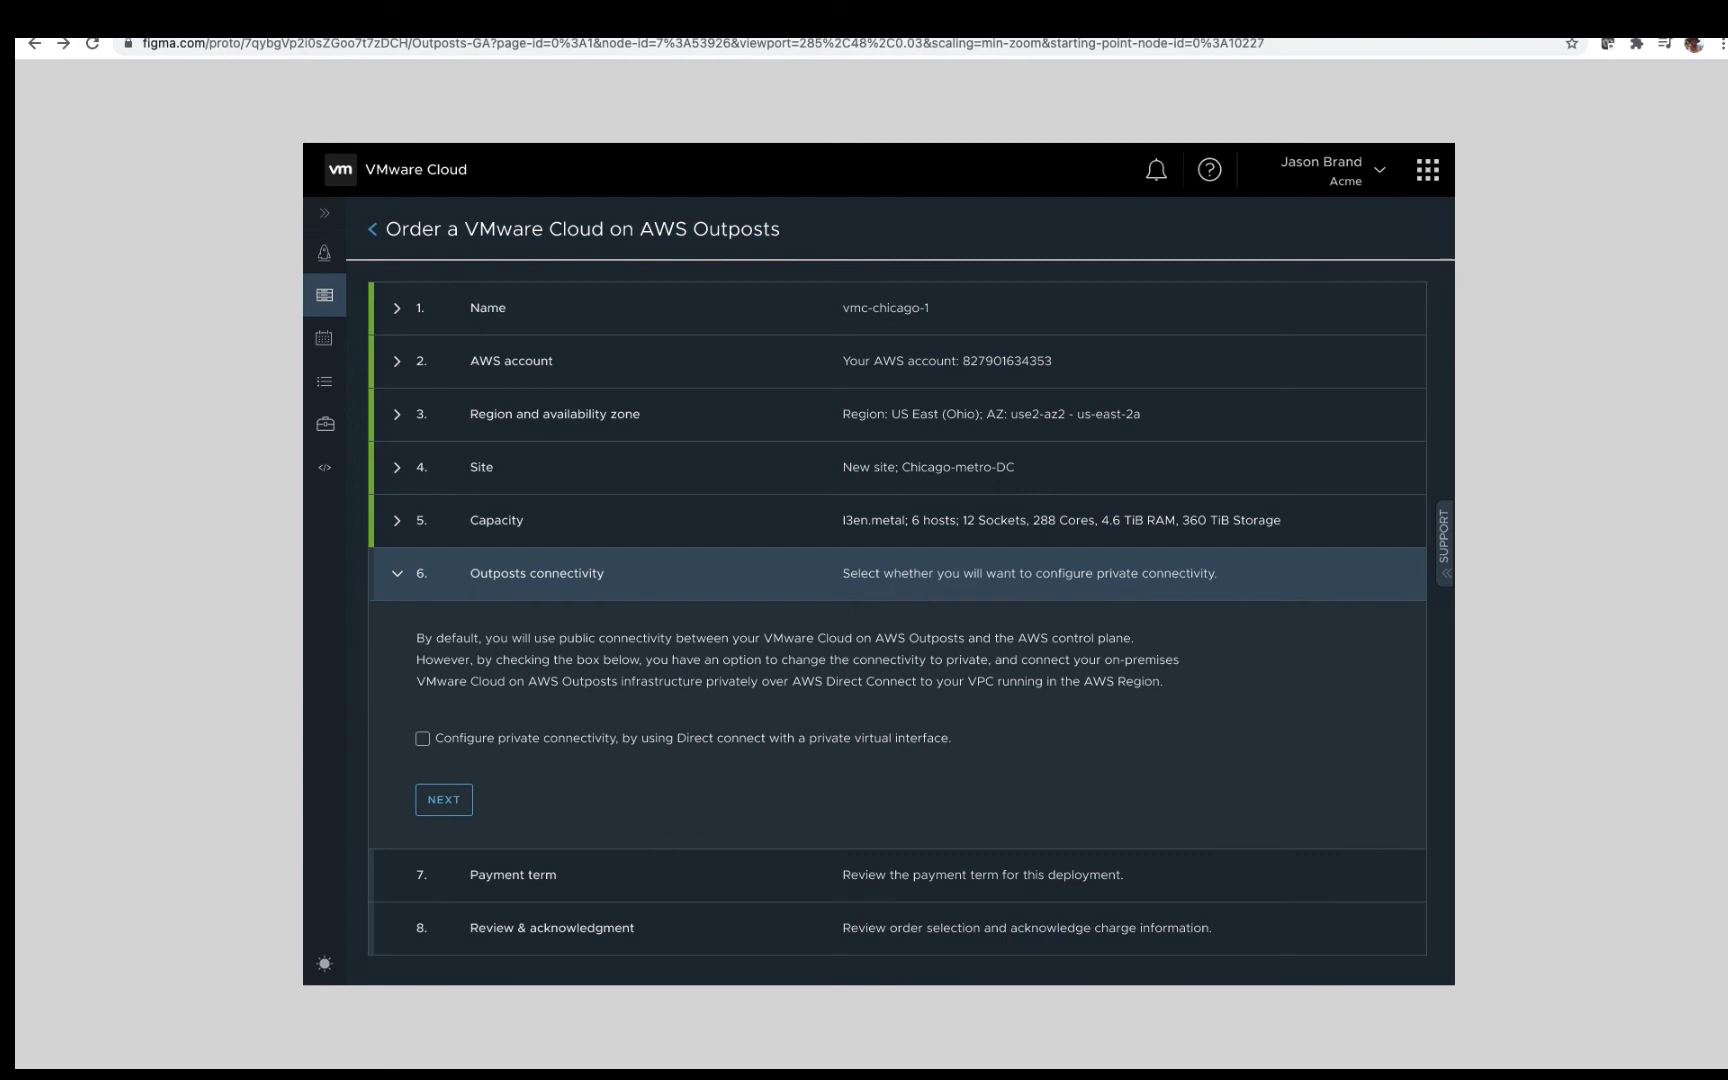 figma.com/proto/7qybgVp2i0sZGoo7t7zDCH/Outposts-GA?page-id=0%3A1&node-id=7%3A53926&viewport=285%2C48%2C0.03&scaling=min-zoom&starting-point-node-id=0%3A10227
vm VMware Cloud
Jason Brand
Acme
Order a VMware Cloud on AWS Outposts
1. Name vmc-chicago-1
2. AWS account Your AWS account: 827901634353
3. Region and availability zone Region: US East (Ohio); AZ: use2-az2 - us-east-2a
4. Site New site; Chicago-metro-DC
5. Capacity I3en.metal; 6 hosts; 12 Sockets, 288 Cores, 4.6 TiB RAM, 360 TiB Storage
SUPPORT
6. Outposts connectivity Select whether you will want to configure private connectivity.
By default, you will use public connectivity between your VMware Cloud on AWS Outposts and the AWS control plane.
However, by checking the box below, you have an option to change the connectivity to private, and connect your on-premises
VMware Cloud on AWS Outposts infrastructure privately over AWS Direct Connect to your VPC running in the AWS Region.
Configure private connectivity, by using Direct connect with a private virtual interface.
NEXT
7. Payment term Review the payment term for this deployment.
8. Review & acknowledgment Review order selection and acknowledge charge information.